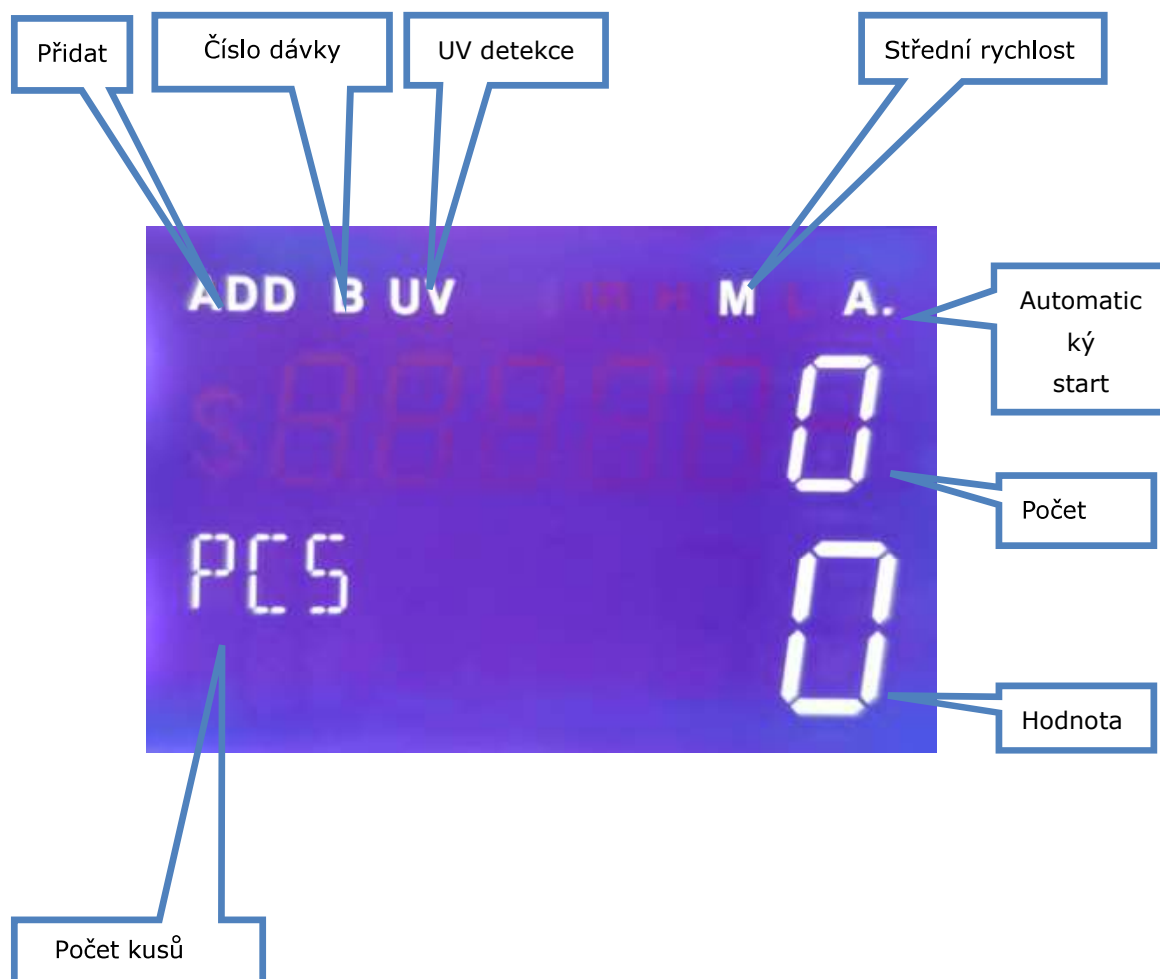 Přidat
Číslo dávky
UV detekce
Střední rychlost
ADD B UV IR H M L A.
Automatic
ký
start
$
0
Počet
PCS
0
Hodnota
Počet kusů